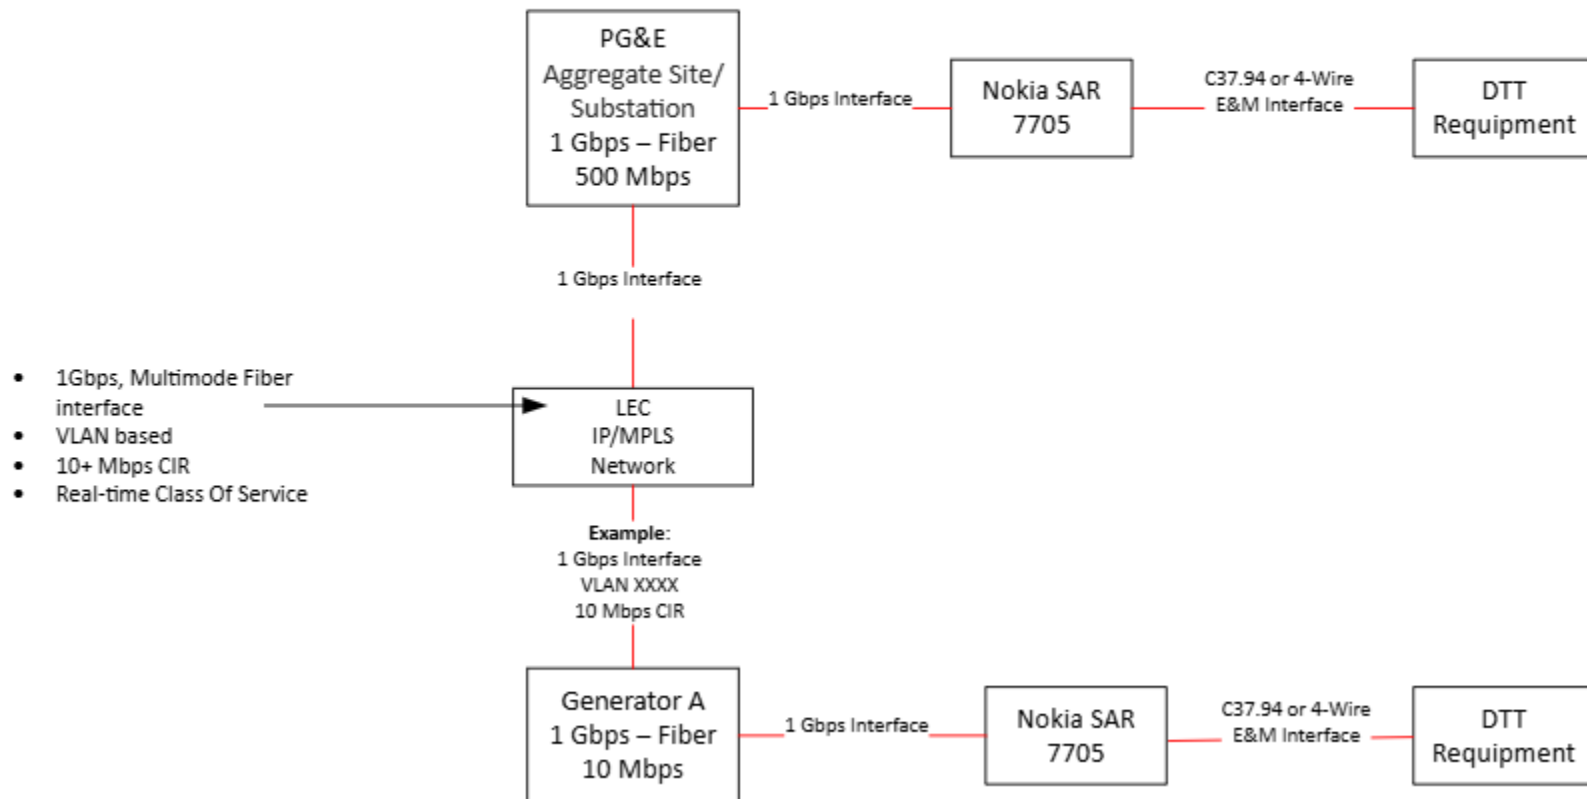 PG&E
Aggregate Site/
Substation
1 Gbps – Fiber
500 Mbps
1 Gbps Interface
Nokia SAR
7705
C37.94 or 4-Wire
E&M Interface
DTT
Requipment
1 Gbps Interface
• 1Gbps, Multimode Fiber
interface
• VLAN based
• 10+ Mbps CIR
• Real-time Class Of Service
LEC
IP/MPLS
Network
Example:
1 Gbps Interface
VLAN XXXX
10 Mbps CIR
Generator A
1 Gbps – Fiber
10 Mbps
1 Gbps Interface
Nokia SAR
7705
C37.94 or 4-Wire
E&M Interface
DTT
Requipment